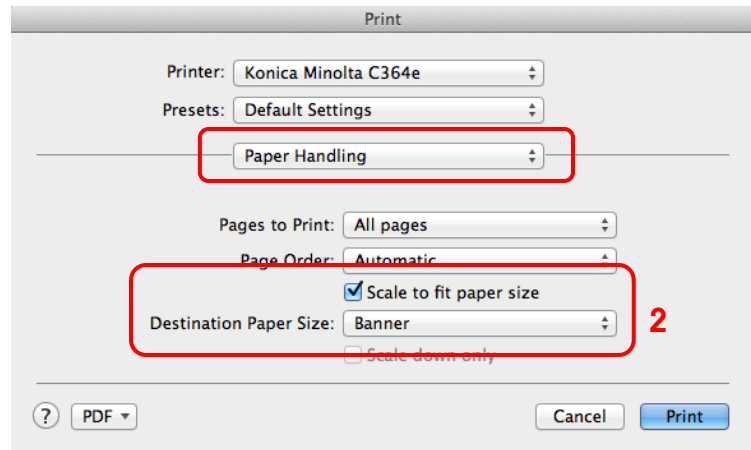 Print
Printer: Konica Minolta C364e
Presets: Default Settings
Paper Handling
Pages to Print: All pages
Page Order: Automatic
Scale to fit paper size
Destination Paper Size: Banner
2
Scale down only
? PDF Cancel Print